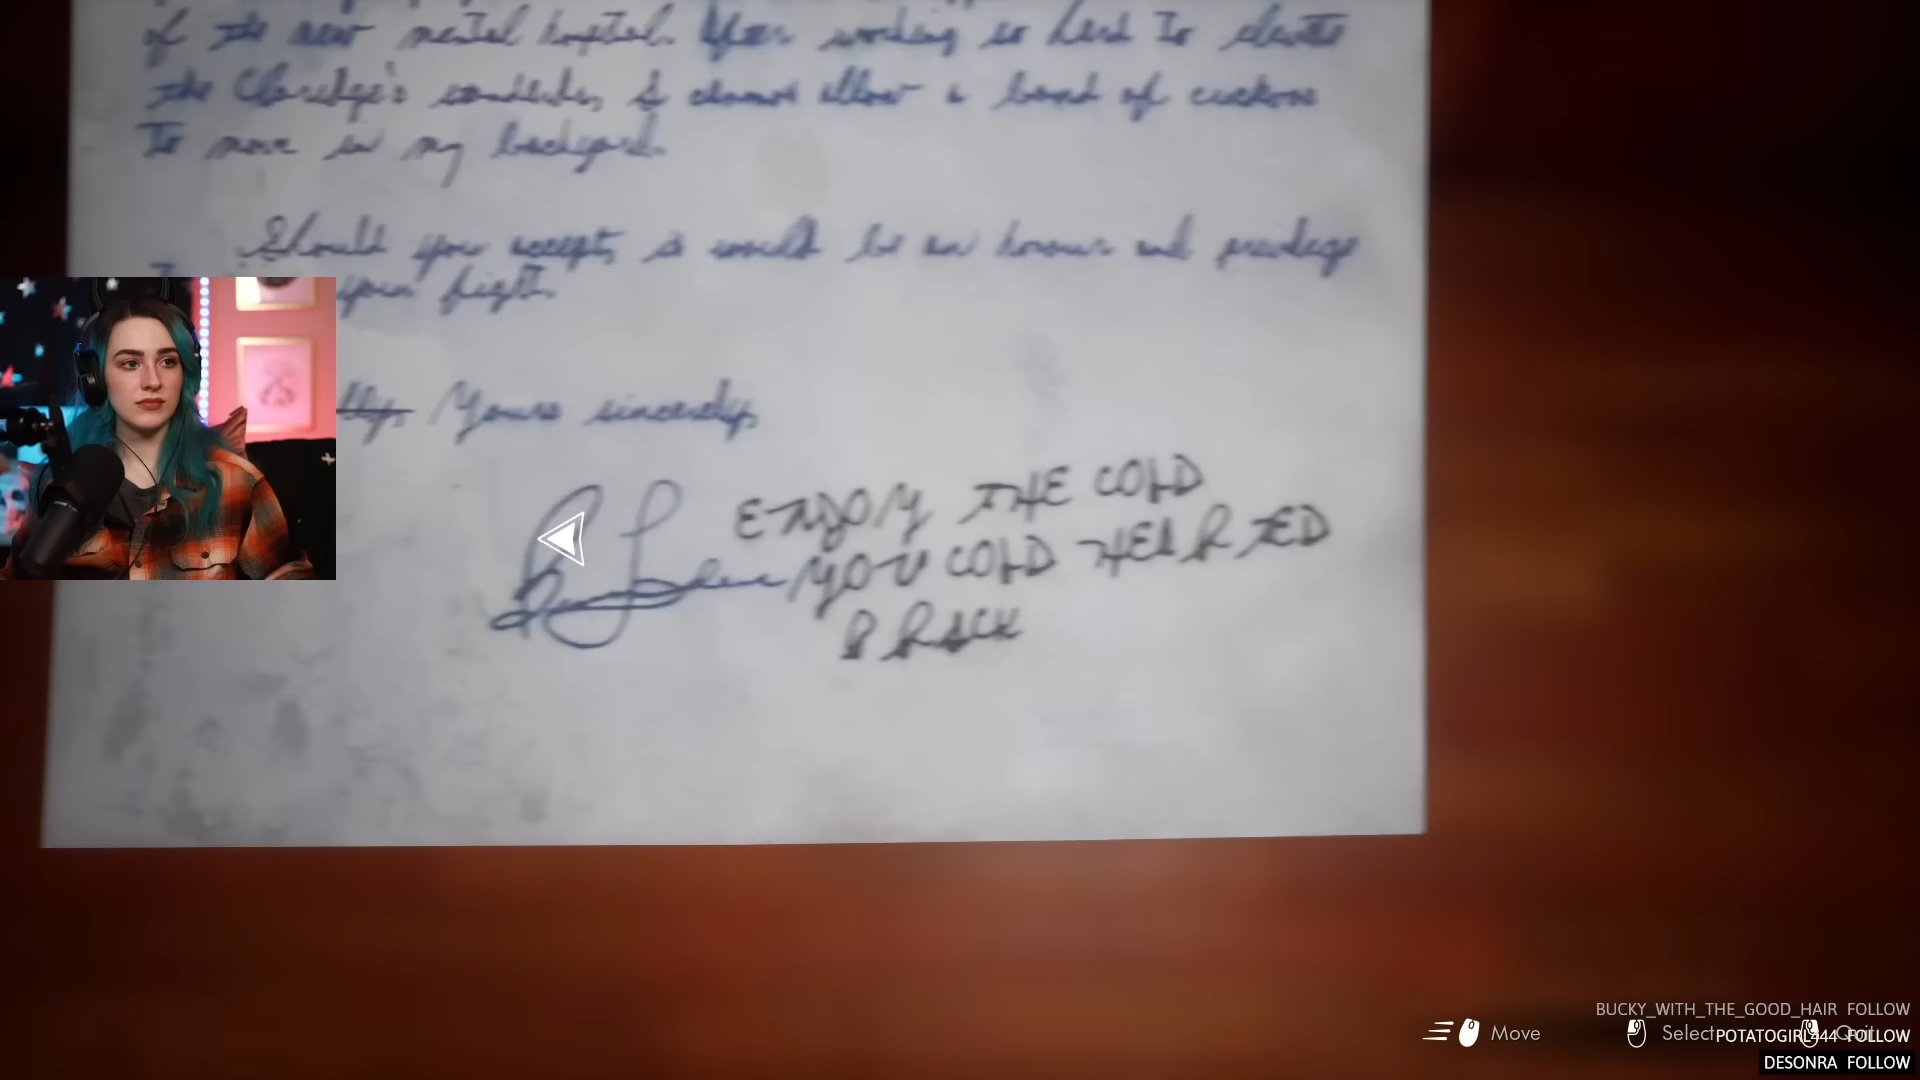 of the new mental hospital. After working so hard to elevate
the Claridge's standards, I cannot allow a band of cuckoos
To move in my backyard.
Should you accept, it would be an honour and privilege
your fight.
Yours sincerely,
ENJOY THE COLD
YOU COLD HEARTED
BUCKY_WITH_THE_GOOD_HAIR FOLLOW
Move
Select
POTATOGIRL444 FOLLOW
DESONRA FOLLOW